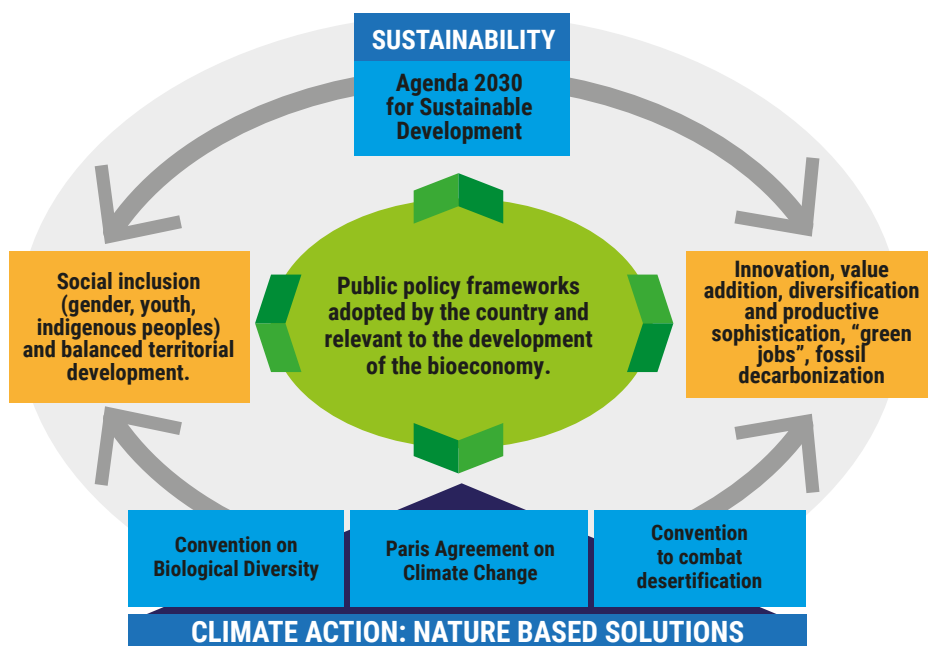 SUSTAINABILITY
Agenda 2030
for Sustainable
Development
Social inclusion
(gender, youth,
indigenous peoples)
and balanced territorial
development.
Public policy frameworks
adopted by the country and
relevant to the development
of the bioeconomy.
Innovation, value
addition, diversification
and productive
sophistication, “green
jobs”, fossil
decarbonization
Convention on
Biological Diversity
Paris Agreement on
Climate Change
Convention
to combat
desertification
CLIMATE ACTION: NATURE BASED SOLUTIONS